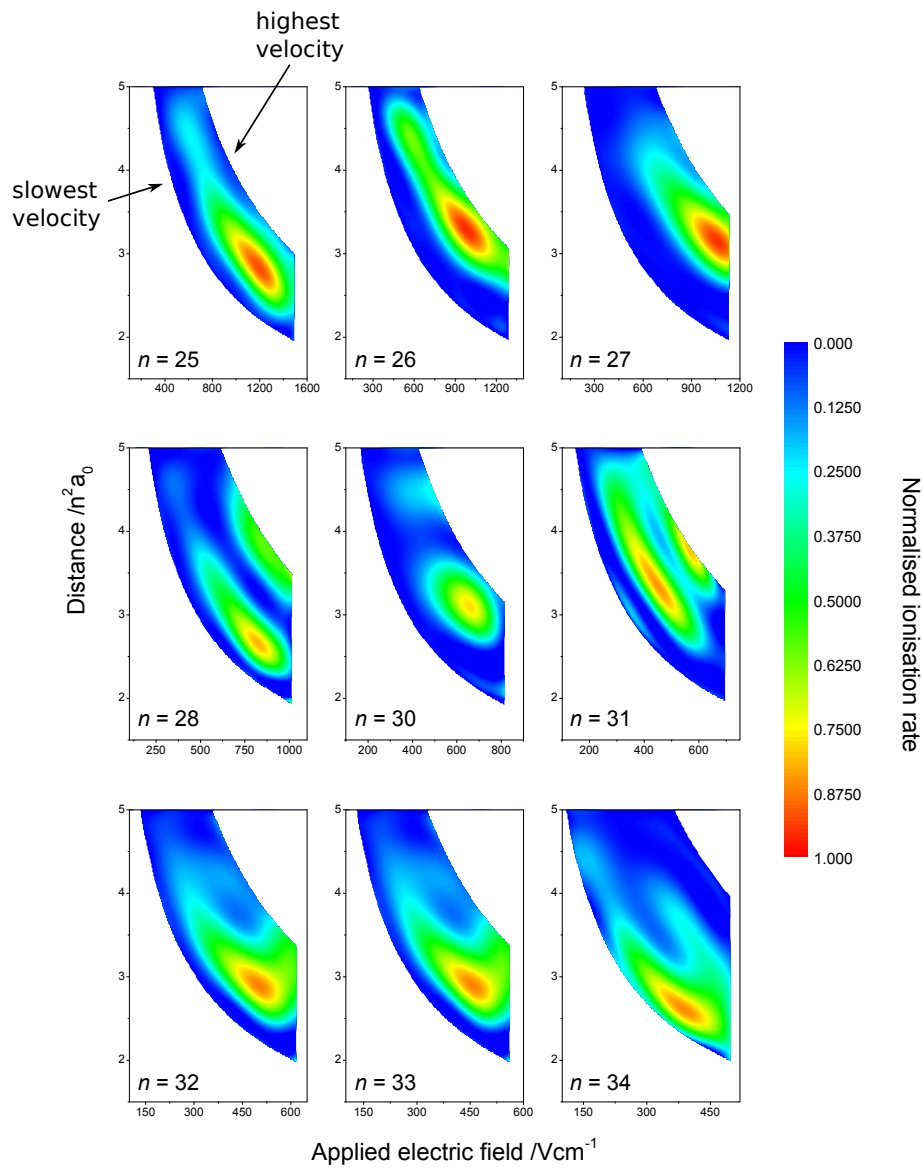 highest
velocity
slowest
velocity
5
4
3
2
n = 25
400 800 1200 1600
5
4
3
2
n = 26
300 600 900 1200
5
4
3
2
n = 27
300 600 900 1200
Distance /n²a₀
5
4
3
2
n = 28
250 500 750 1000
5
4
3
2
n = 30
200 400 600 800
5
4
3
2
n = 31
200 400 600
0.000
0.1250
0.2500
0.3750
0.5000
0.6250
0.7500
0.8750
1.000
Normalised ionisation rate
5
4
3
2
n = 32
150 300 450 600
5
4
3
2
n = 33
150 300 450 600
5
4
3
2
n = 34
150 300 450
Applied electric field /Vcm⁻¹